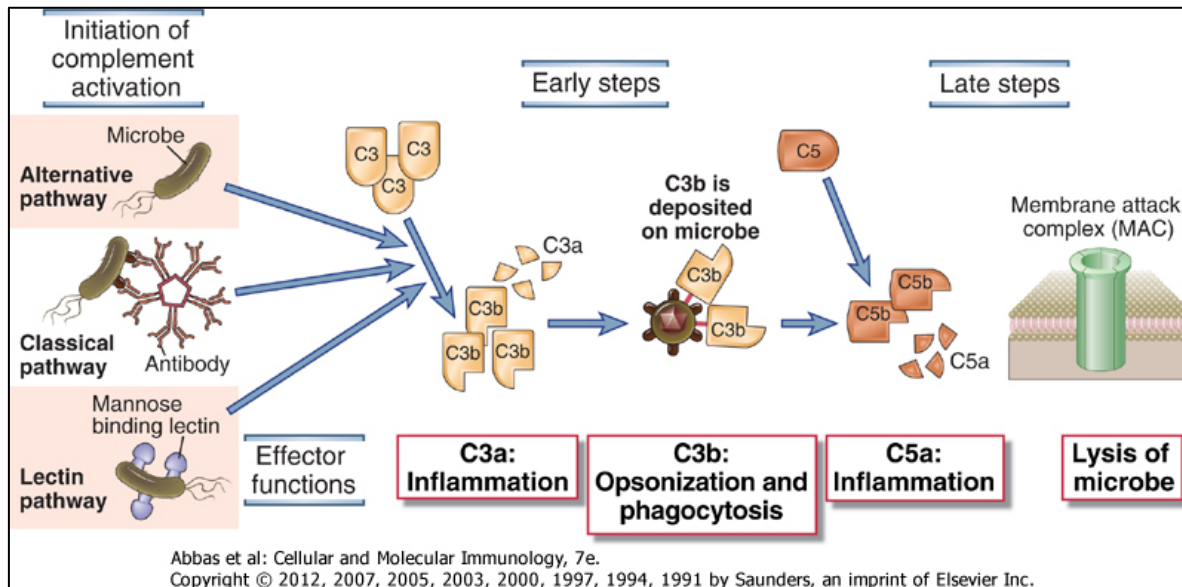 Initiation of
complement
activation
Early steps
Late steps
Microbe
Alternative
pathway
C3
C3
C3
C5
C3b is
deposited
on microbe
Membrane attack
complex (MAC)
C3a
C3b
C3b
C3b
C3b
C3b
C5b
C5b
C5a
Classical
pathway
Antibody
Mannose
binding lectin
Lectin
pathway
Effector
functions
C3a:
Inflammation
C3b:
Opsonization and
phagocytosis
C5a:
Inflammation
Lysis of
microbe
Abbas et al: Cellular and Molecular Immunology, 7e.
Copyright © 2012, 2007, 2005, 2003, 2000, 1997, 1994, 1991 by Saunders, an imprint of Elsevier Inc.